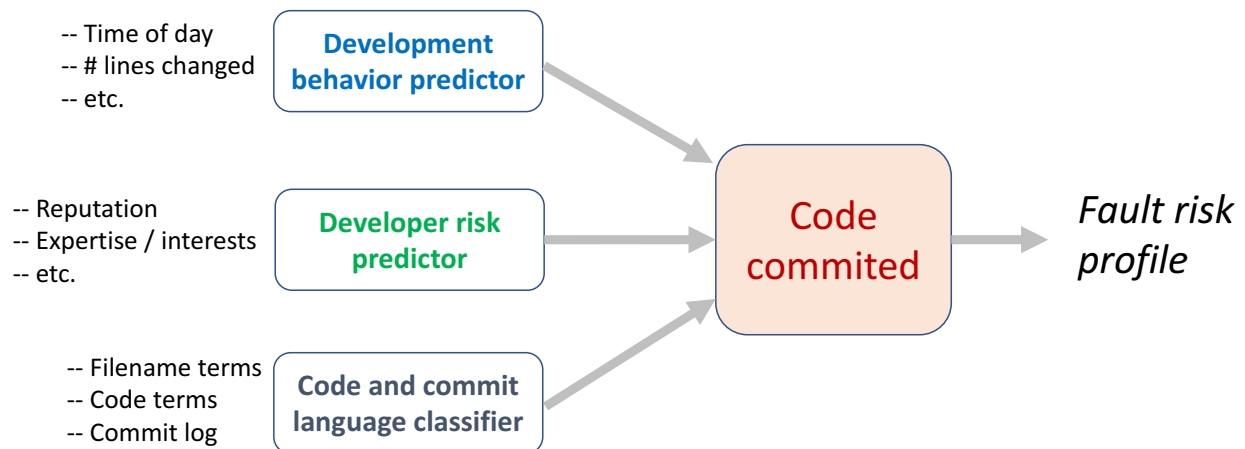 -- Time of day
-- # lines changed
-- etc.
Development
behavior predictor
-- Reputation
-- Expertise / interests
-- etc.
Developer risk
predictor
-- Filename terms
-- Code terms
-- Commit log
Code and commit
language classifier
Code
commited
Fault risk
profile